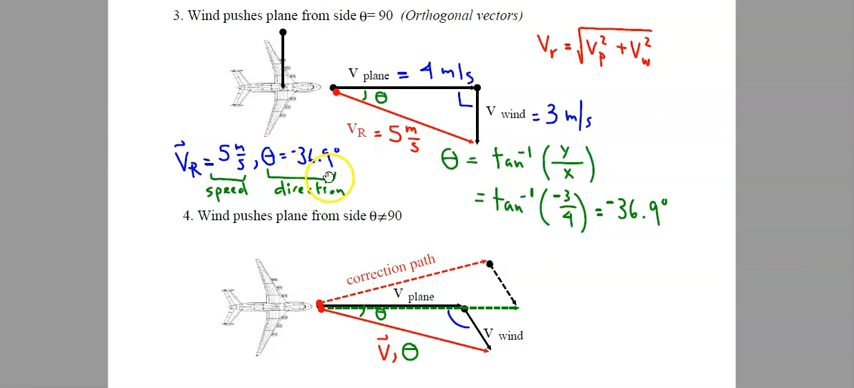 3. Wind pushes plane from side θ= 90 (Orthogonal vectors)
V plane = 4 m/s
Vr = √Vp² + Vw²
θ
V wind = 3 m/s
VR = 5 m/s
V⃗R = 5 m/s , θ = -36.9°
speed direction
θ = tan⁻¹ (y/x)
= tan⁻¹ (-3/4) = -36.9°
4. Wind pushes plane from side θ≠90
correction path
V plane
θ
V wind
V⃗, θ